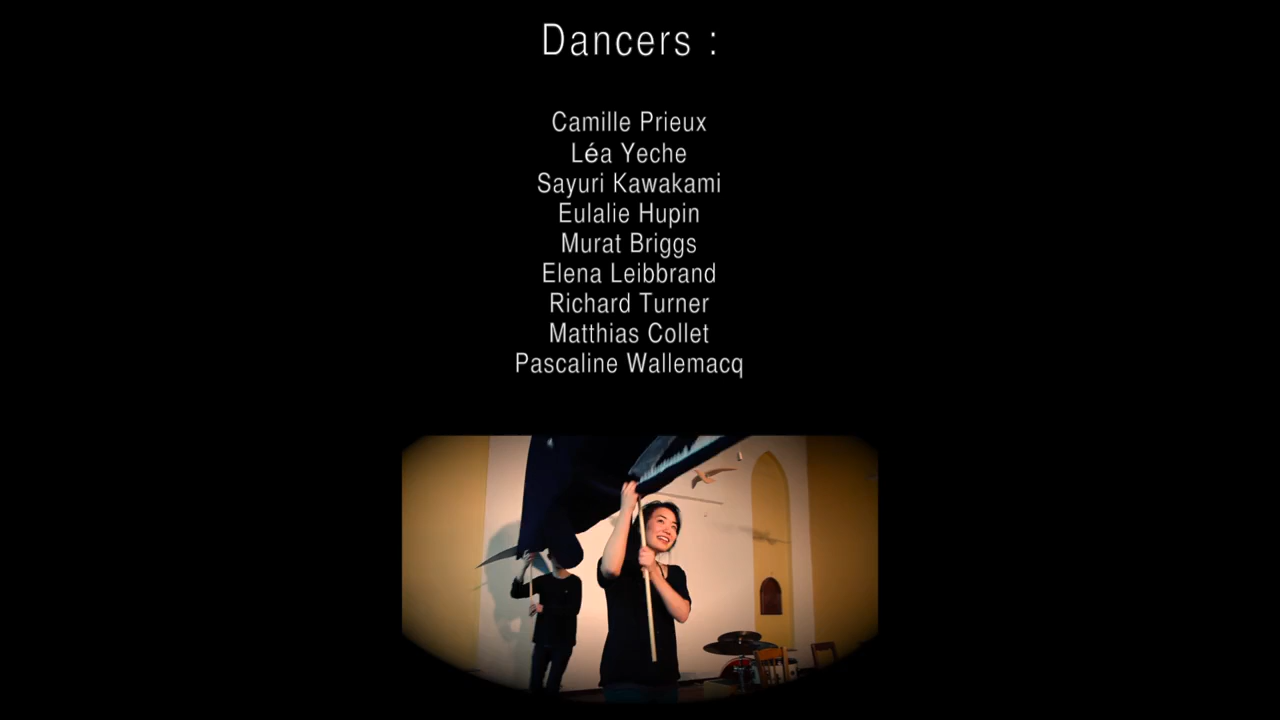 Dancers :
Camille Prieux
Léa Yeche
Sayuri Kawakami
Eulalie Hupin
Murat Briggs
Elena Leibbrand
Richard Turner
Matthias Collet
Pascaline Wallemacq